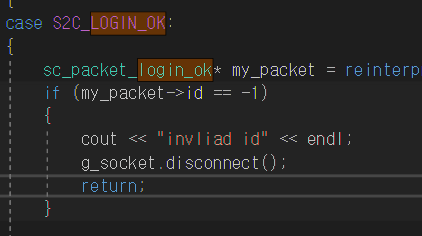 {
case S2C_LOGIN_OK:
{
sc_packet_login_ok* my_packet = reinterp
if (my_packet->id == -1)
{
cout << "invliad id" << endl;
g_socket.disconnect();
return;
}